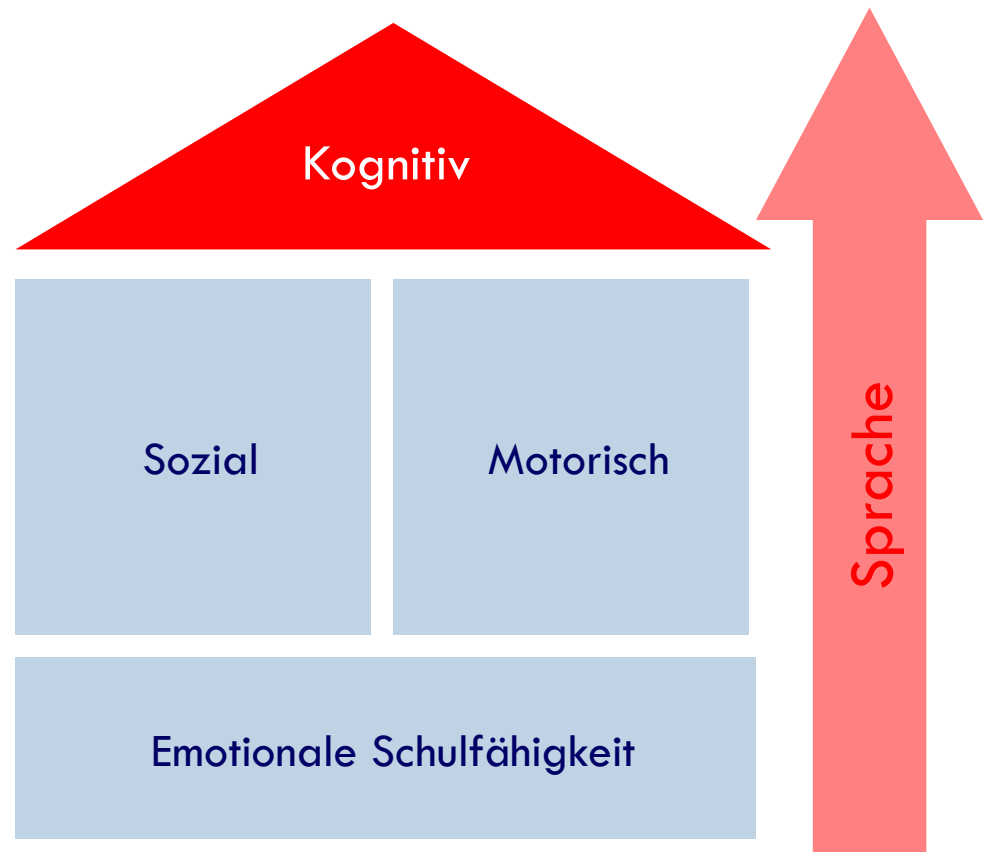 Kognitiv
Sozial
Motorisch
Emotionale Schulfähigkeit
Sprache